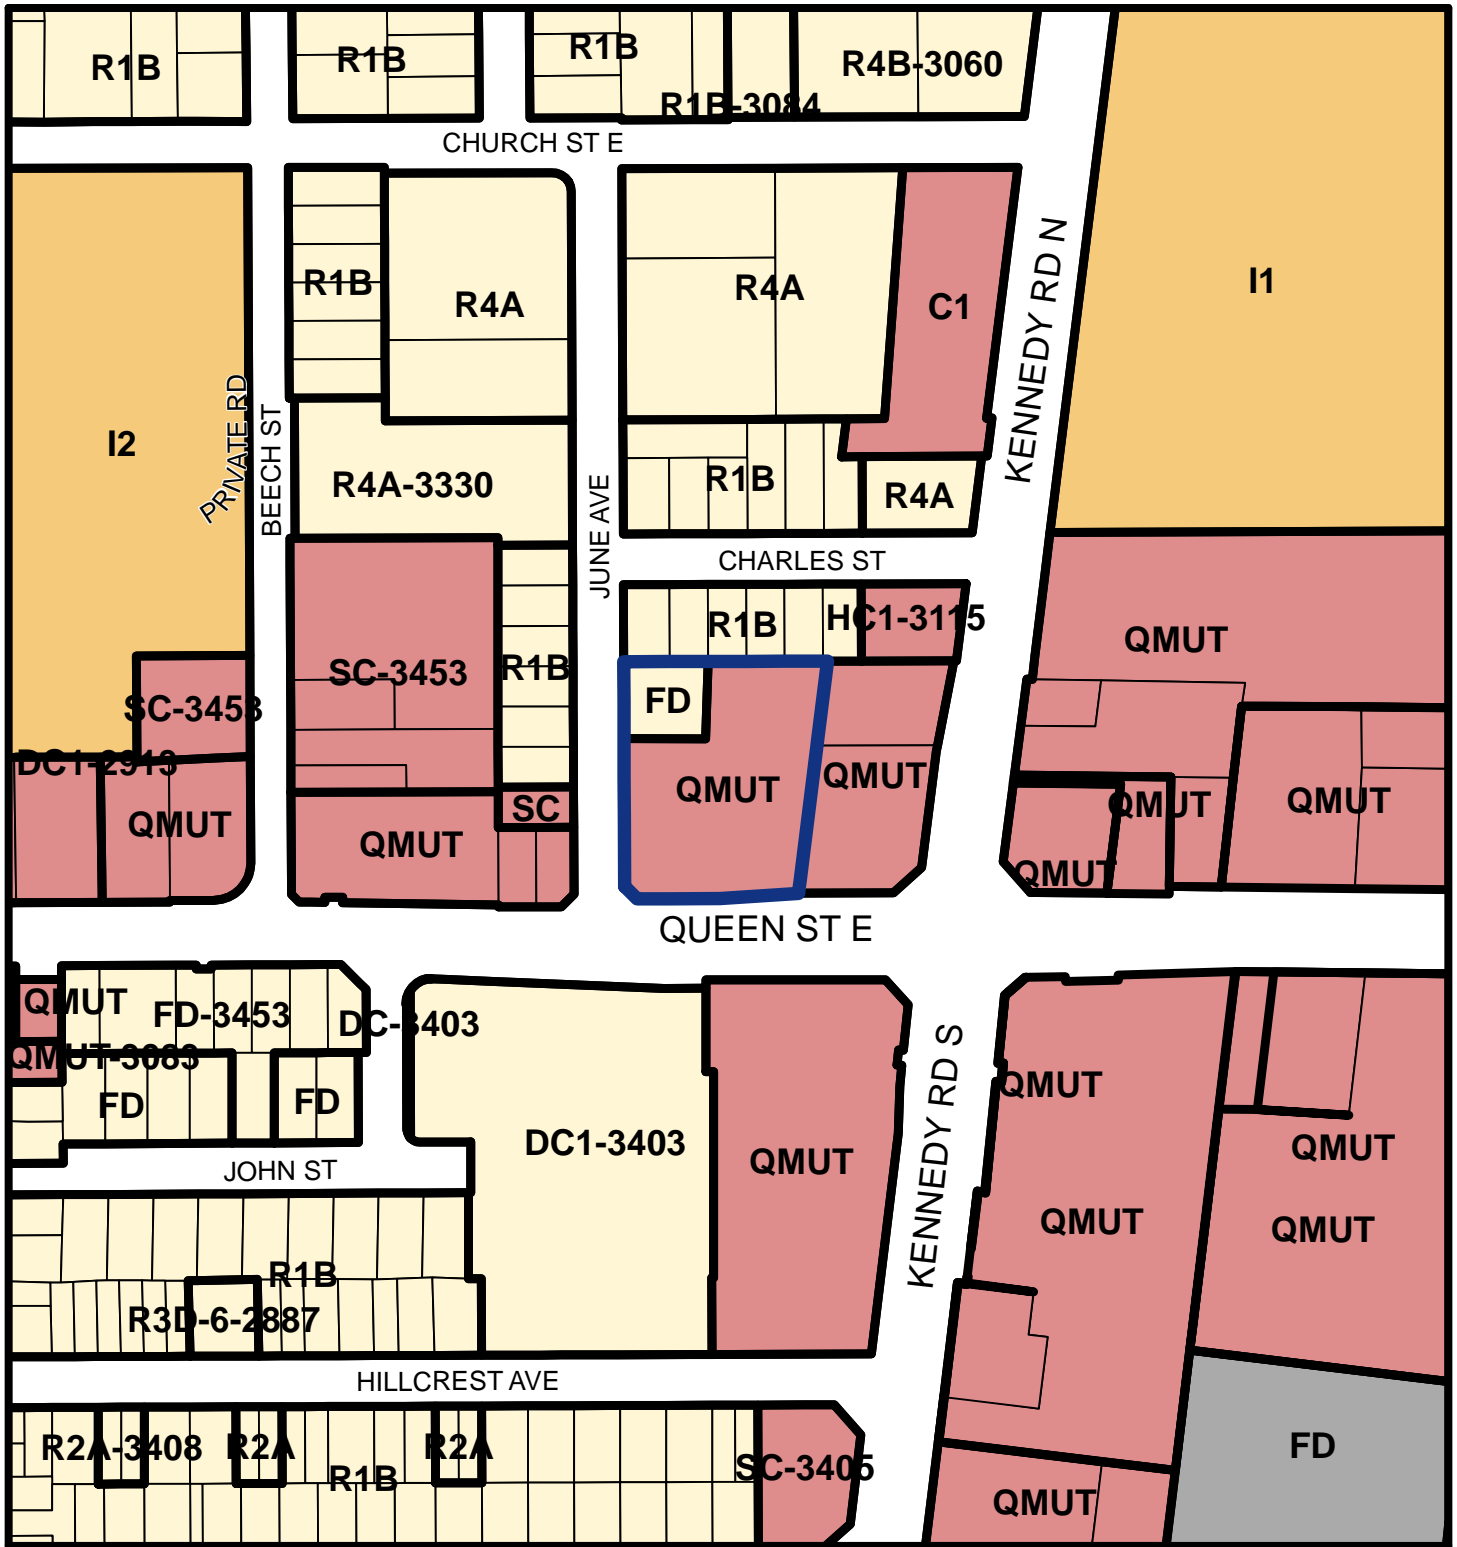 R1B
R1B
R1B
R4B-3060
R1B-3084
CHURCH ST E
R1B
R4A
R4A
C1
KENNEDY RD N
I1
I2
PRIVATE RD
BEECH ST
R4A-3330
JUNE AVE
R1B
R4A
CHARLES ST
R1B
HC1-3115
QMUT
SC-3453
R1B
FD
SC-3453
DC1-2913
QMUT
QMUT
SC
QMUT
QMUT
QMUT
QMUT
QMUT
QUEEN ST E
QMUT
FD-3453
DC-3403
QMUT-3083
FD
FD
DC1-3403
QMUT
KENNEDY RD S
QMUT
QMUT
QMUT
QMUT
JOHN ST
R1B
R3D-6-2887
HILLCREST AVE
R2A-3408
R2A
R2A
R1B
SC-3405
QMUT
FD